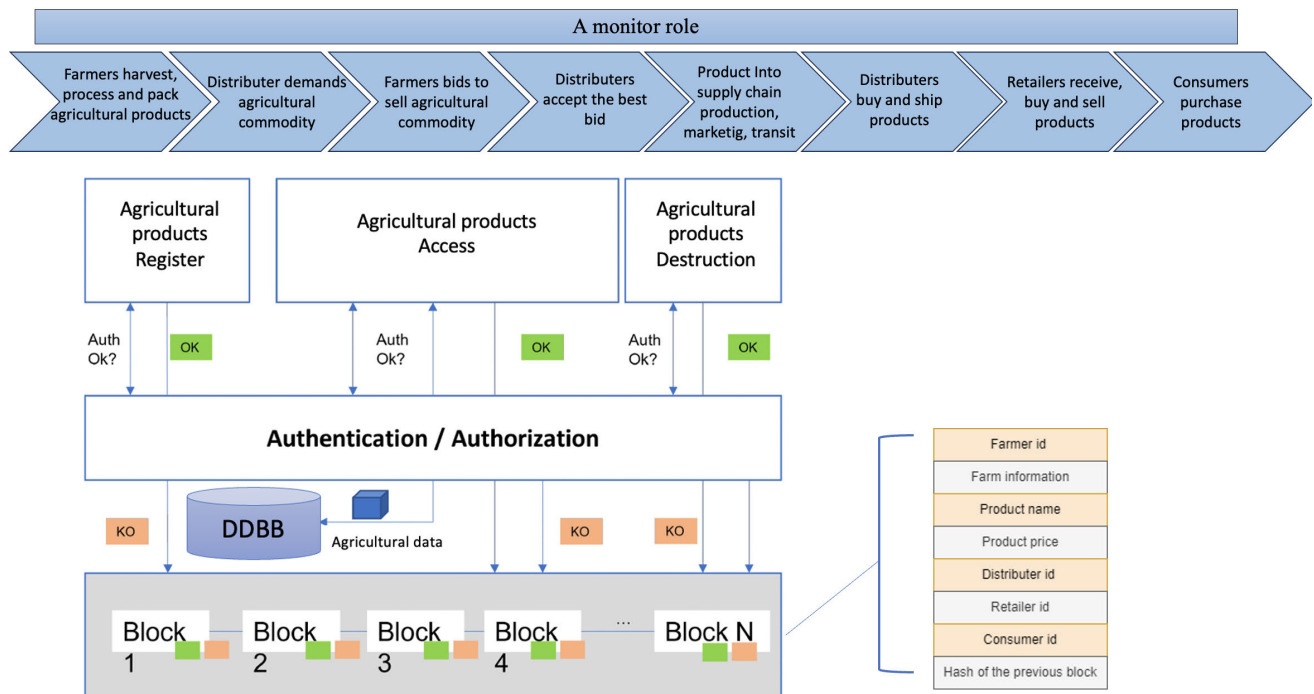 A monitor role
Farmers harvest,
process and pack
agricultural products
Distributer demands
agricultural
commodity
Farmers bids to
sell agricultural
commodity
Distributers
accept the best
bid
Product Into
supply chain
production,
marketig, transit
Distributers
buy and ship
products
Retailers receive,
buy and sell
products
Consumers
purchase
products
Agricultural
products
Register
Agricultural products
Access
Agricultural
products
Destruction
Auth
Ok?
OK
Auth
Ok?
OK
Auth
Ok?
OK
Authentication / Authorization
KO
DDBB
Agricultural data
KO
KO
Block
1
Block
2
Block
3
Block
4
...
Block N
Farmer id
Farm information
Product name
Product price
Distributer id
Retailer id
Consumer id
Hash of the previous block